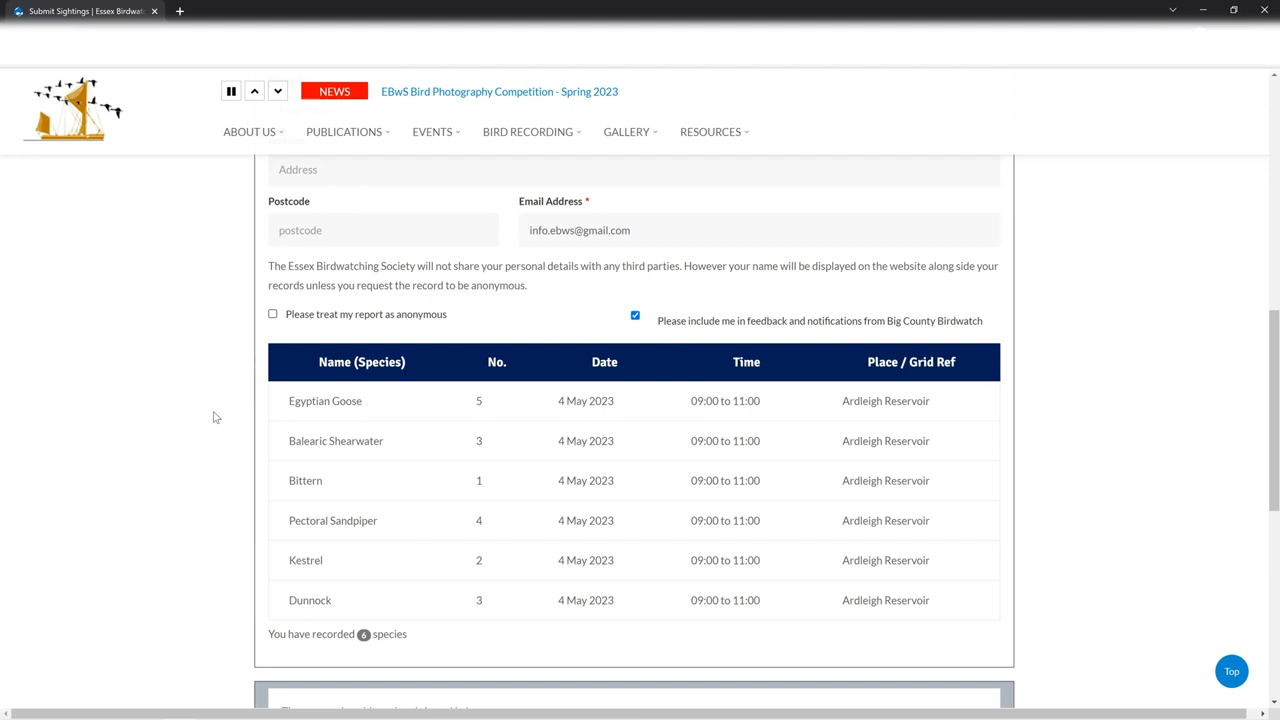 Submit Sightings | Essex Birdwat
NEWS EBwS Bird Photography Competition - Spring 2023
ABOUT US PUBLICATIONS EVENTS BIRD RECORDING GALLERY RESOURCES
Address
Postcode Email Address *
postcode info.ebws@gmail.com
The Essex Birdwatching Society will not share your personal details with any third parties. However your name will be displayed on the website along side your
records unless you request the record to be anonymous.
Please treat my report as anonymous Please include me in feedback and notifications from Big County Birdwatch
Name (Species) No. Date Time Place / Grid Ref
Egyptian Goose 5 4 May 2023 09:00 to 11:00 Ardleigh Reservoir
Balearic Shearwater 3 4 May 2023 09:00 to 11:00 Ardleigh Reservoir
Bittern 1 4 May 2023 09:00 to 11:00 Ardleigh Reservoir
Pectoral Sandpiper 4 4 May 2023 09:00 to 11:00 Ardleigh Reservoir
Kestrel 2 4 May 2023 09:00 to 11:00 Ardleigh Reservoir
Dunnock 3 4 May 2023 09:00 to 11:00 Ardleigh Reservoir
You have recorded 6 species
Top